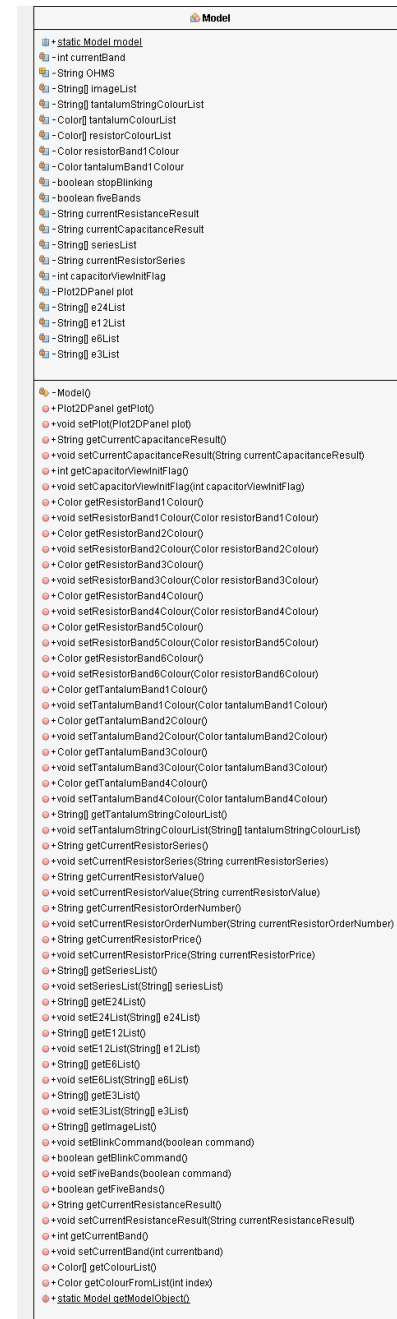 Model
+ static Model model
- int currentBand
~ String OHMS
- String[] imageList
- String[] tantalumStringColourList
- Color[] tantalumColourList
- Color[] resistorColourList
- Color resistorBand1Colour
- Color tantalumBand1Colour
- boolean stopBlinking
- boolean fiveBands
- String currentResistanceResult
- String currentCapacitanceResult
- String[] seriesList
- String currentResistorSeries
- int capacitorViewInitFlag
- Plot2DPanel plot
- String[] e24List
- String[] e12List
- String[] e6List
- String[] e3List
- Model()
+ Plot2DPanel getPlot()
+void setPlot(Plot2DPanel plot)
+ String getCurrentCapacitanceResult()
+void setCurrentCapacitanceResult(String currentCapacitanceResult)
+ int getCapacitorViewInitFlag()
+void setCapacitorViewInitFlag(int capacitorViewInitFlag)
+ Color getResistorBand1Colour()
+void setResistorBand1Colour(Color resistorBand1Colour)
+ Color getResistorBand2Colour()
+void setResistorBand2Colour(Color resistorBand2Colour)
+ Color getResistorBand3Colour()
+void setResistorBand3Colour(Color resistorBand3Colour)
+ Color getResistorBand4Colour()
+void setResistorBand4Colour(Color resistorBand4Colour)
+ Color getResistorBand5Colour()
+void setResistorBand5Colour(Color resistorBand5Colour)
+ Color getResistorBand6Colour()
+void setResistorBand6Colour(Color resistorBand6Colour)
+ Color getTantalumBand1Colour()
+void setTantalumBand1Colour(Color tantalumBand1Colour)
+ Color getTantalumBand2Colour()
+void setTantalumBand2Colour(Color tantalumBand2Colour)
+ Color getTantalumBand3Colour()
+void setTantalumBand3Colour(Color tantalumBand3Colour)
+ Color getTantalumBand4Colour()
+void setTantalumBand4Colour(Color tantalumBand4Colour)
+ String[] getTantalumStringColourList()
+void setTantalumStringColourList(String[] tantalumStringColourList)
+ String getCurrentResistorSeries()
+void setCurrentResistorSeries(String currentResistorSeries)
+ String getCurrentResistorValue()
+void setCurrentResistorValue(String currentResistorValue)
+ String getCurrentResistorOrderNumber()
+void setCurrentResistorOrderNumber(String currentResistorOrderNumber)
+ String getCurrentResistorPrice()
+void setCurrentResistorPrice(String currentResistorPrice)
+ String[] getSeriesList()
+void setSeriesList(String[] seriesList)
+ String[] getE24List()
+void setE24List(String[] e24List)
+ String[] getE12List()
+void setE12List(String[] e12List)
+ String[] getE6List()
+void setE6List(String[] e6List)
+ String[] getE3List()
+void setE3List(String[] e3List)
+ String[] getImageList()
+void setBlinkCommand(boolean command)
+ boolean getBlinkCommand()
+void setFiveBands(boolean command)
+ boolean getFiveBands()
+ String getCurrentResistanceResult()
+void setCurrentResistanceResult(String currentResistanceResult)
+ int getCurrentBand()
+void setCurrentBand(int currentband)
+ Color[] getColourList()
+ Color getColourFromList(int index)
+ static Model getModelObject()